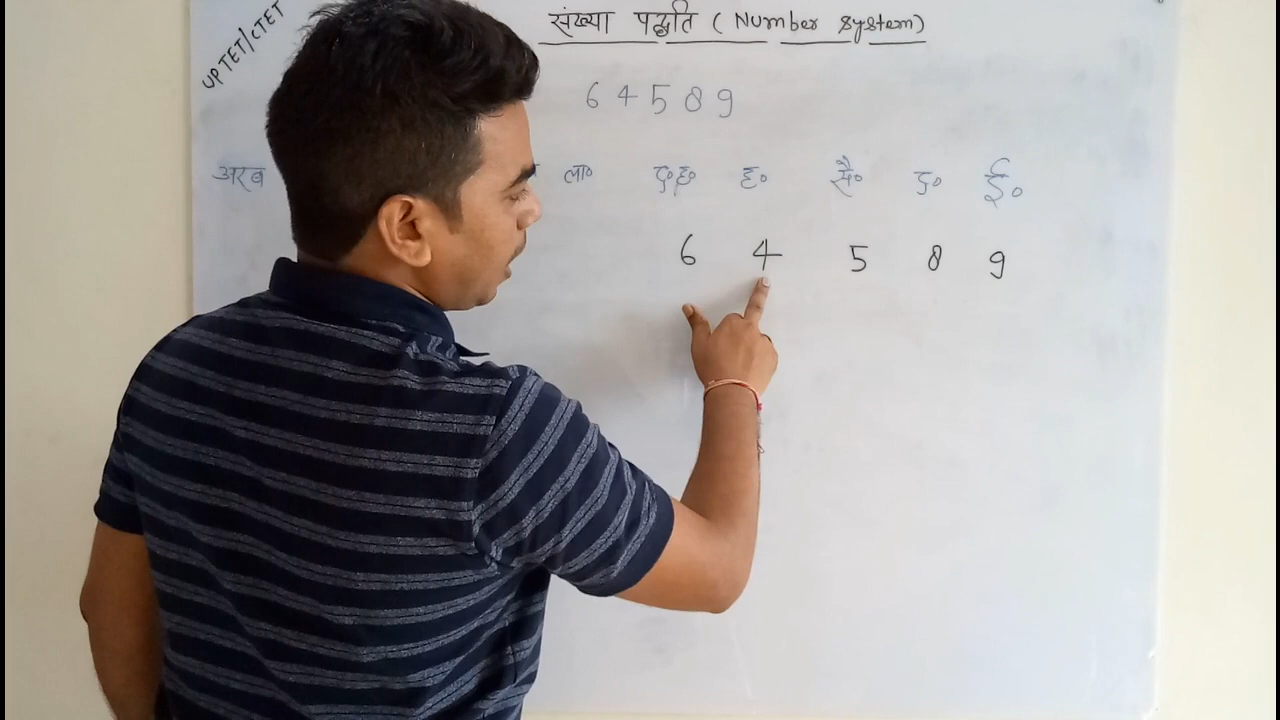 UPTET/CTET
संख्या पद्धति ( Number system)
6 4 5 8 9
अरब ला० द०ह० ह० सै० द० ई०
6 4 5 8 9